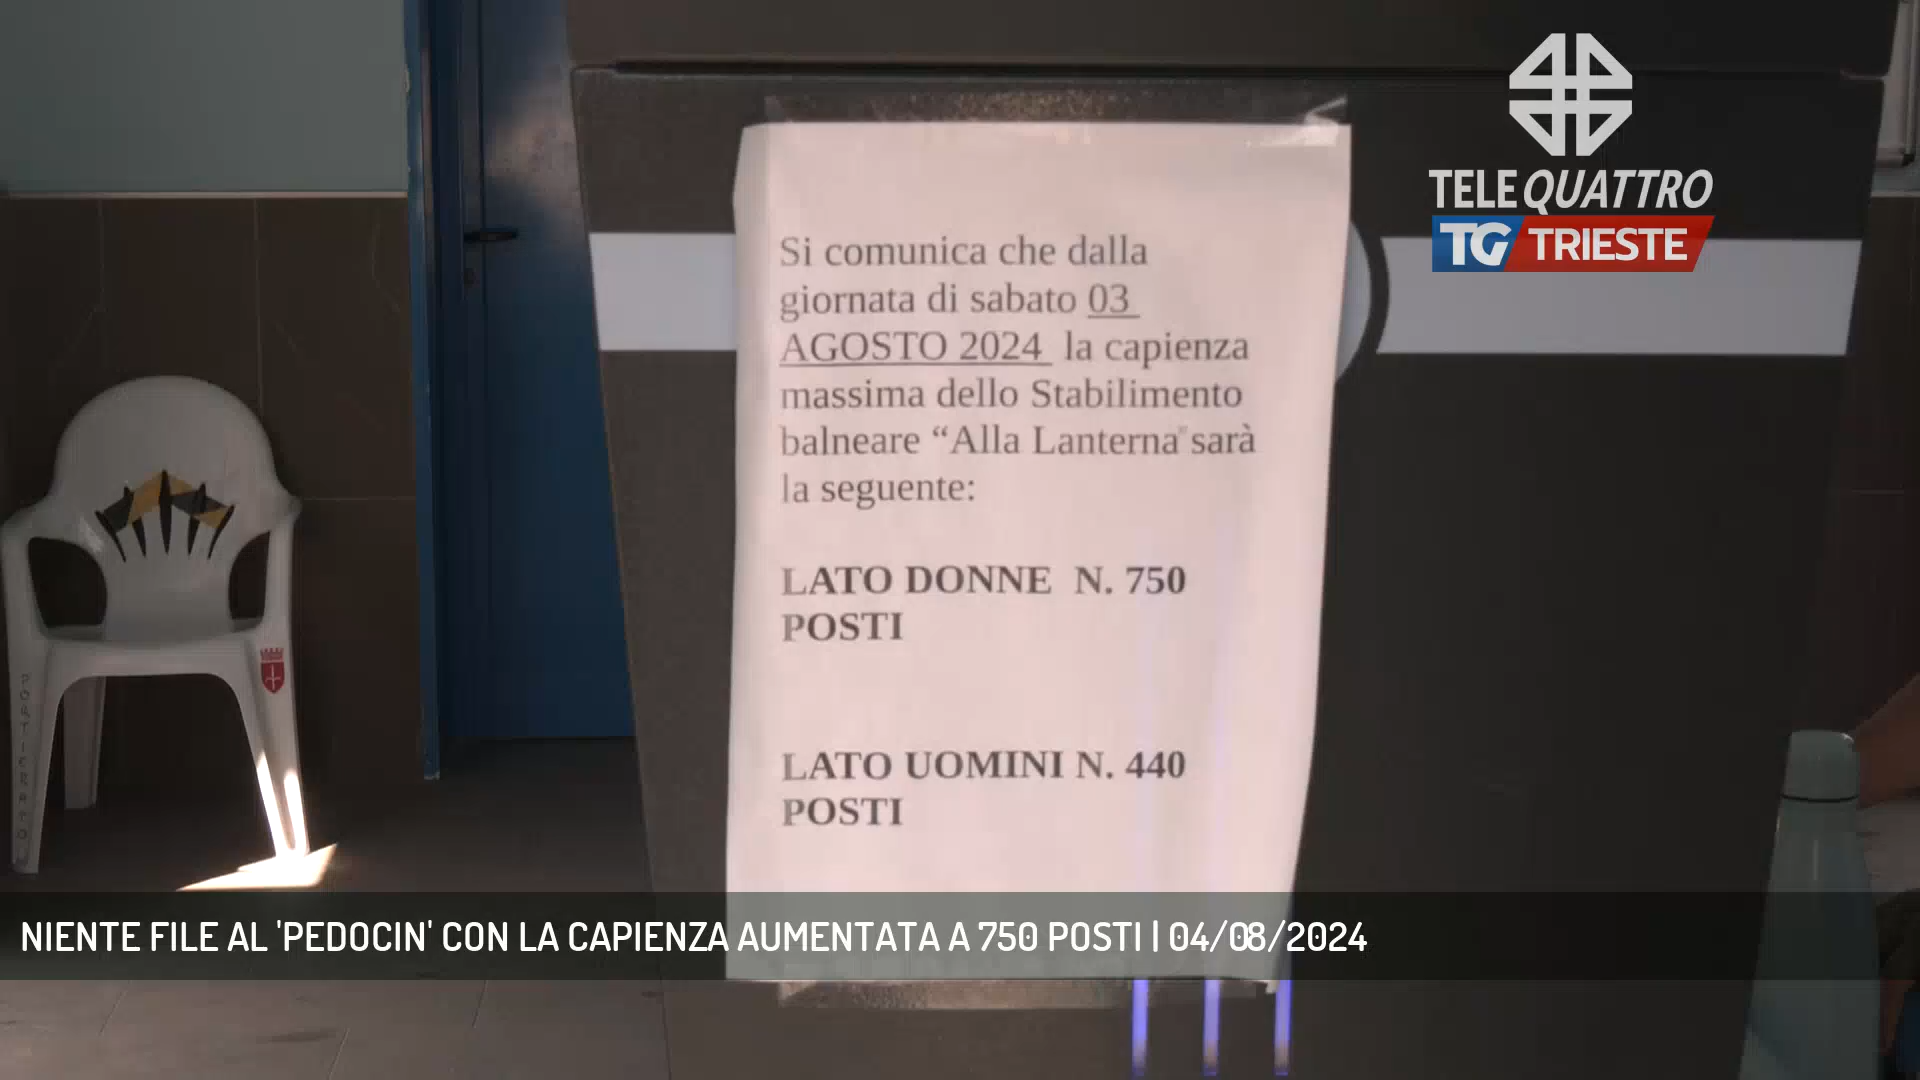 TELEQUATTRO
TG TRIESTE
Si comunica che dalla
giornata di sabato 03
AGOSTO 2024 la capienza
massima dello Stabilimento
balneare “Alla Lanterna” sarà
la seguente:
LATO DONNE N. 750
POSTI
LATO UOMINI N. 440
POSTI
PORTIERATO
NIENTE FILE AL 'PEDOCIN' CON LA CAPIENZA AUMENTATA A 750 POSTI | 04/08/2024